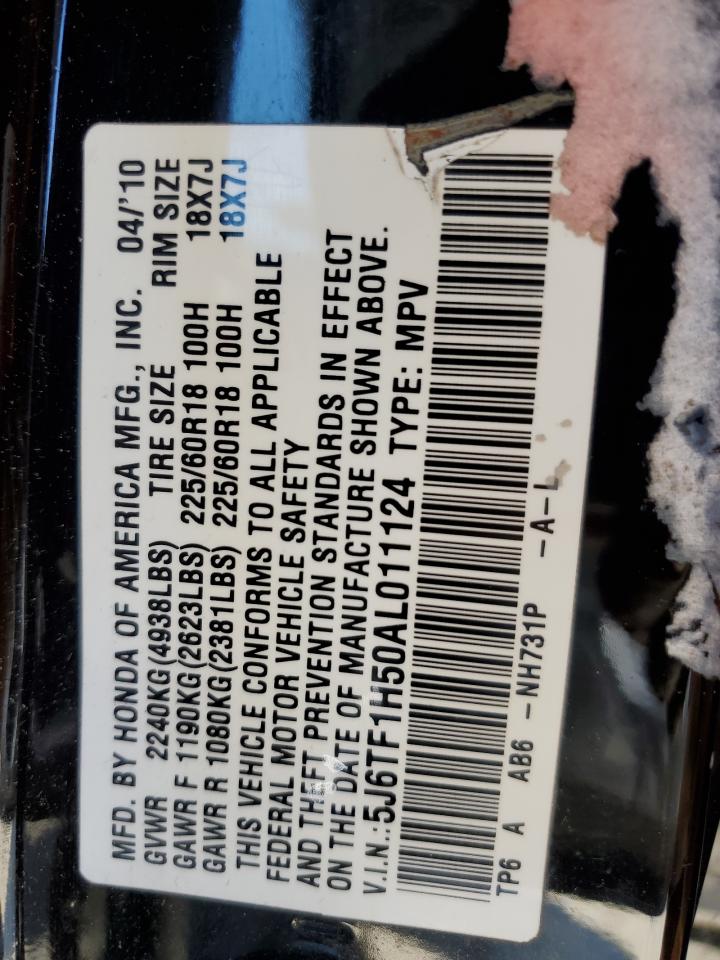 MFD. BY HONDA OF AMERICA MFG., INC. 04/'10
GVWR 2240KG(4938LBS) TIRE SIZE RIM SIZE
GAWR F 1190KG(2623LBS) 225/60R18 100H 18X7J
GAWR R 1080KG(2381LBS) 225/60R18 100H 18X7J
THIS VEHICLE CONFORMS TO ALL APPLICABLE
FEDERAL MOTOR VEHICLE SAFETY
AND THEFT PREVENTION STANDARDS IN EFFECT
ON THE DATE OF MANUFACTURE SHOWN ABOVE.
V.I.N.:5J6TF1H50AL011124 TYPE: MPV
TP6 A AB6 -NH731P -A-L